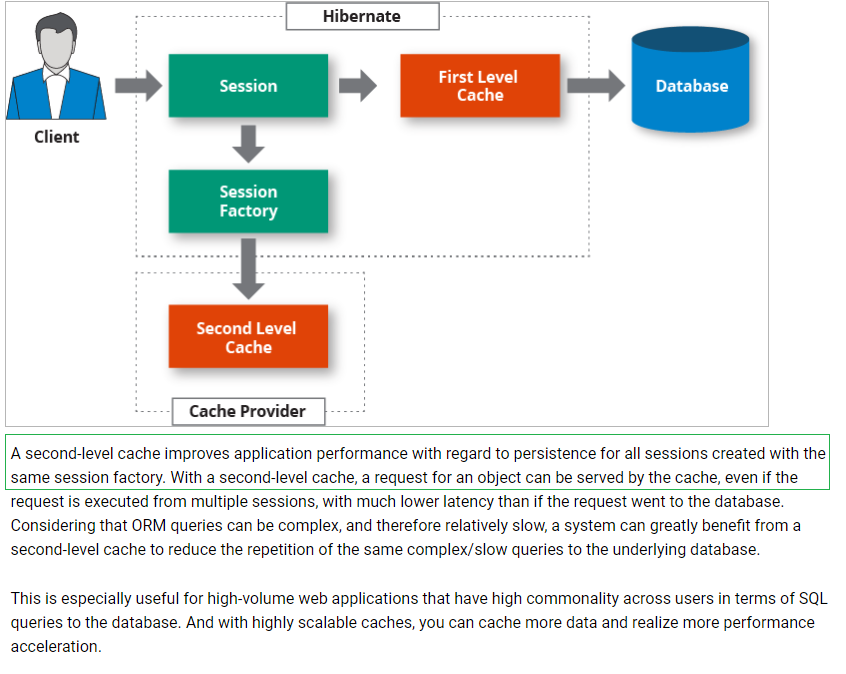 Hibernate
Session
First Level
Cache
Database
Client
Session
Factory
Second Level
Cache
Cache Provider
A second-level cache improves application performance with regard to persistence for all sessions created with the
same session factory. With a second-level cache, a request for an object can be served by the cache, even if the
request is executed from multiple sessions, with much lower latency than if the request went to the database.
Considering that ORM queries can be complex, and therefore relatively slow, a system can greatly benefit from a
second-level cache to reduce the repetition of the same complex/slow queries to the underlying database.
This is especially useful for high-volume web applications that have high commonality across users in terms of SQL
queries to the database. And with highly scalable caches, you can cache more data and realize more performance
acceleration.